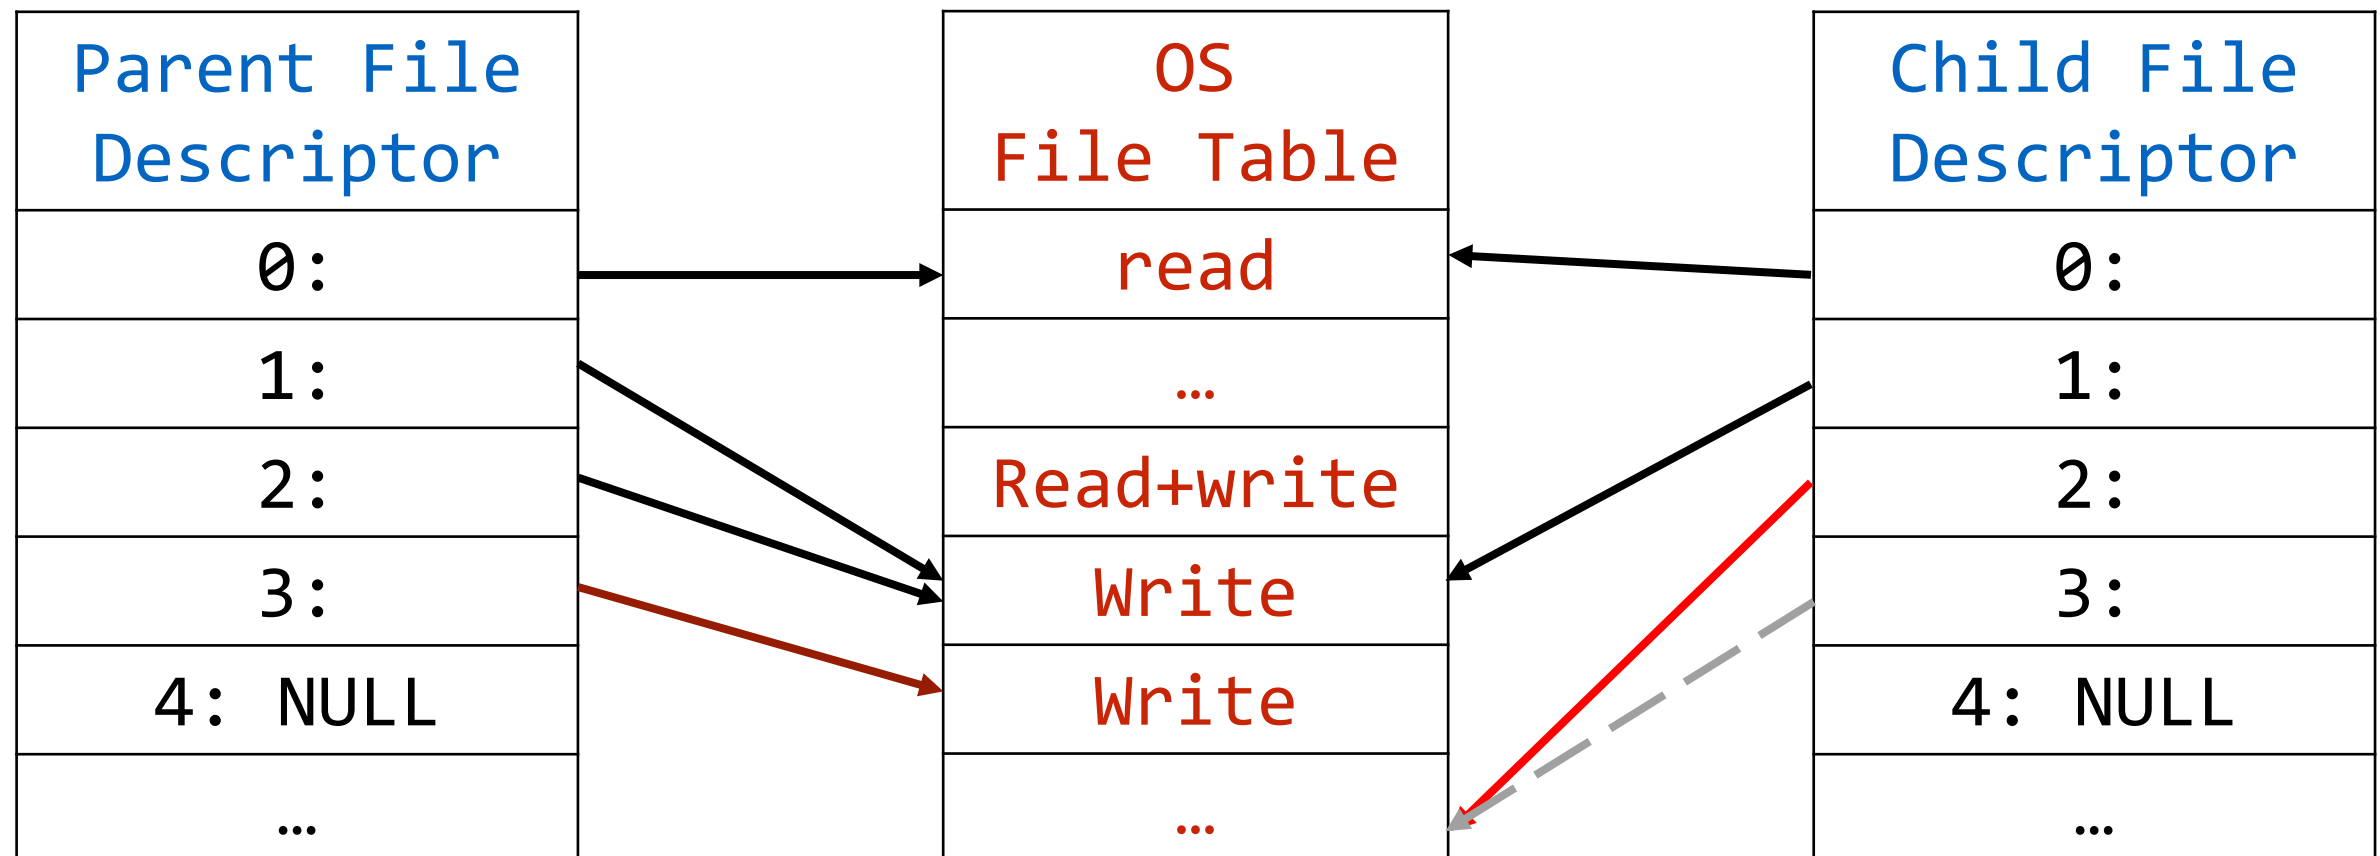 Parent File
Descriptor
0:
1:
2:
3:
4: NULL
…
OS
File Table
read
…
Read+write
Write
Write
…
Child File
Descriptor
0:
1:
2:
3:
4: NULL
…